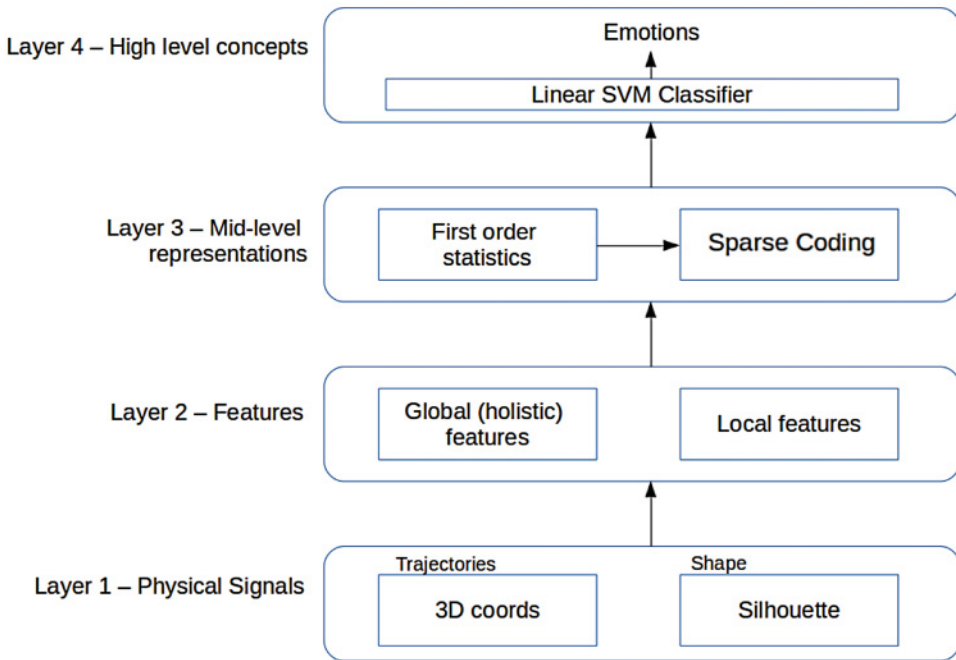 Layer 4 – High level concepts
Emotions
Linear SVM Classifier
Layer 3 – Mid-level
representations
First order
statistics
Sparse Coding
Layer 2 – Features
Global (holistic)
features
Local features
Layer 1 – Physical Signals
Trajectories
3D coords
Shape
Silhouette